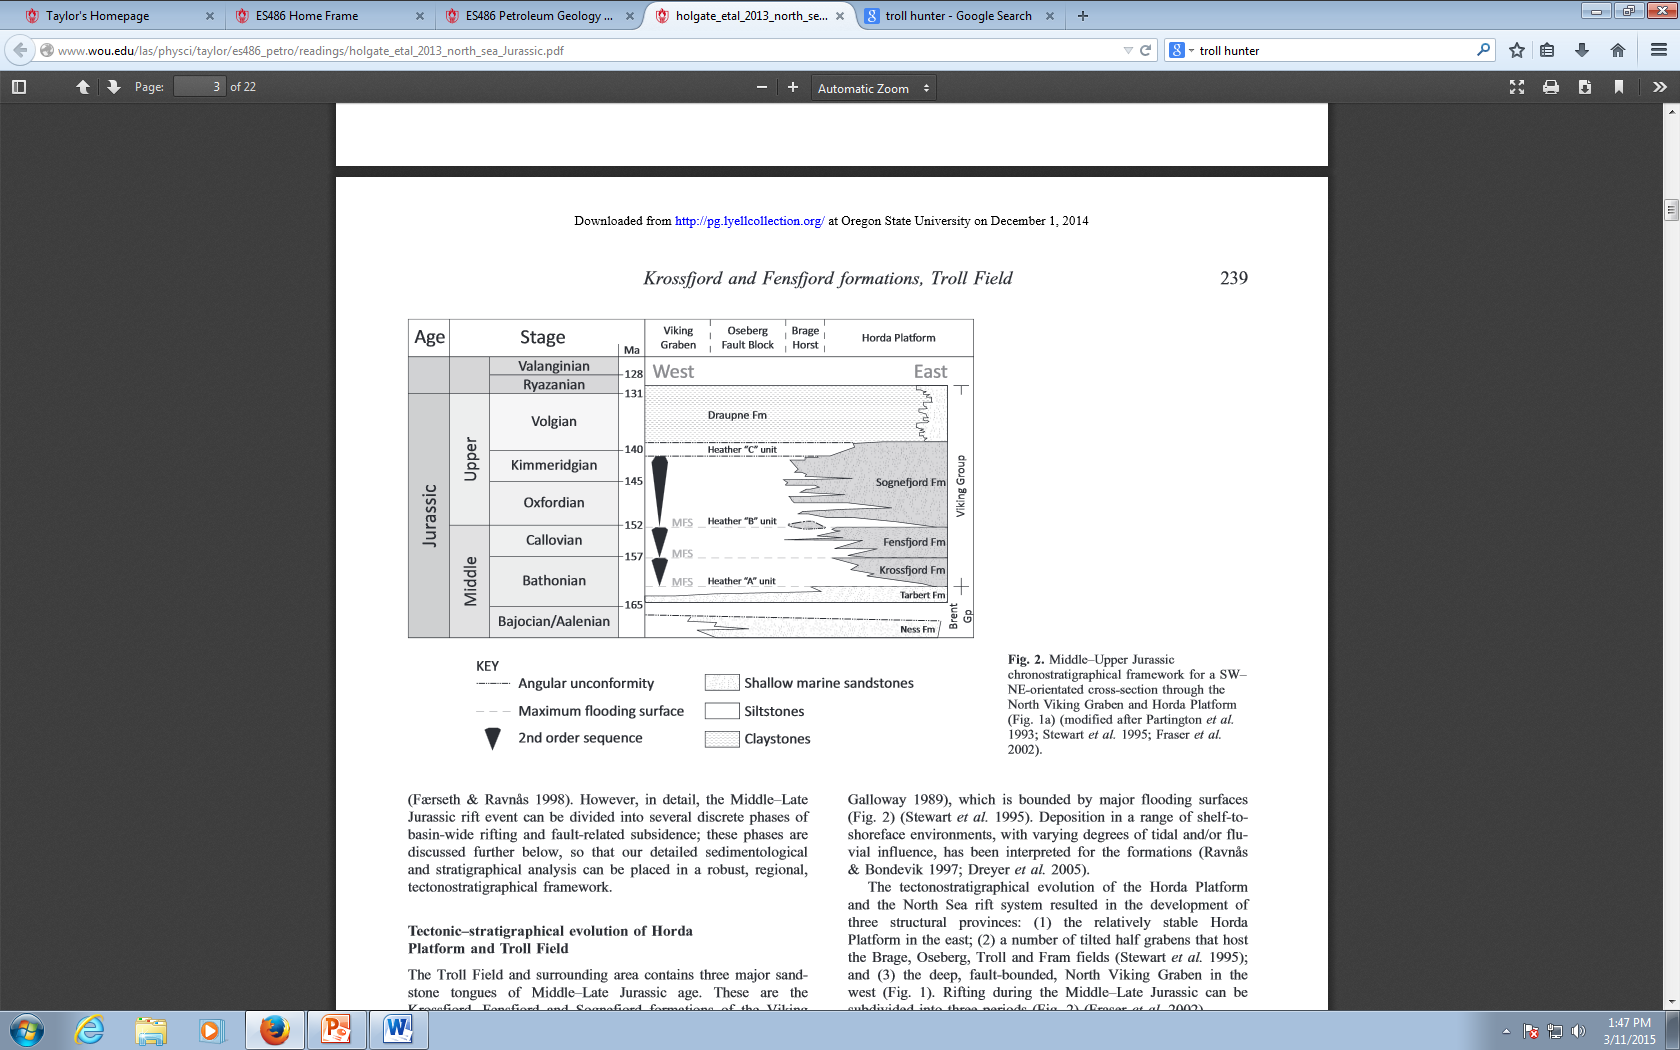 Taylor's Homepage
ES486 Home Frame
ES486 Petroleum Geology ...
holgate_etal_2013_north_se...
troll hunter - Google Search
www.wou.edu/las/physci/taylor/es486_petro/readings/holgate_etal_2013_north_sea_Jurassic.pdf
troll hunter
Page: 3 of 22
Automatic Zoom
Downloaded from http://pg.lyellcollection.org/ at Oregon State University on December 1, 2014
Krossfjord and Fensfjord formations, Troll Field 239
Age
Stage
Ma
Viking Graben
Oseberg Fault Block
Brage Horst
Horda Platform
Valanginian
128
West
East
Ryazanian
131
Jurassic
Upper
Volgian
Draupne Fm
140
Heather "C" unit
Kimmeridgian
145
Sognefjord Fm
Viking Group
Oxfordian
152
MFS
Heather "B" unit
Middle
Callovian
Fensfjord Fm
157
MFS
Bathonian
Krossfjord Fm
MFS
Heather "A" unit
Tarbert Fm
165
Brent Gp
Bajocian/Aalenian
Ness Fm
KEY
Angular unconformity
Maximum flooding surface
2nd order sequence
Shallow marine sandstones
Siltstones
Claystones
Fig. 2. Middle–Upper Jurassic
chronostratigraphical framework for a SW–
NE-orientated cross-section through the
North Viking Graben and Horda Platform
(Fig. 1a) (modified after Partington et al.
1993; Stewart et al. 1995; Fraser et al.
2002).
(Færseth & Ravnås 1998). However, in detail, the Middle–Late
Jurassic rift event can be divided into several discrete phases of
basin-wide rifting and fault-related subsidence; these phases are
discussed further below, so that our detailed sedimentological
and stratigraphical analysis can be placed in a robust, regional,
tectonostratigraphical framework.
Tectonic–stratigraphical evolution of Horda
Platform and Troll Field
The Troll Field and surrounding area contains three major sand-
stone tongues of Middle–Late Jurassic age. These are the
Krossfjord, Fensfjord and Sognefjord formations of the Viking
Galloway 1989), which is bounded by major flooding surfaces
(Fig. 2) (Stewart et al. 1995). Deposition in a range of shelf-to-
shoreface environments, with varying degrees of tidal and/or flu-
vial influence, has been interpreted for the formations (Ravnås
& Bondevik 1997; Dreyer et al. 2005).
The tectonostratigraphical evolution of the Horda Platform
and the North Sea rift system resulted in the development of
three structural provinces: (1) the relatively stable Horda
Platform in the east; (2) a number of tilted half grabens that host
the Brage, Oseberg, Troll and Fram fields (Stewart et al. 1995);
and (3) the deep, fault-bounded, North Viking Graben in the
west (Fig. 1). Rifting during the Middle–Late Jurassic can be
subdivided into three periods (Fig. 2) (Fraser et al. 2002).
1:47 PM
3/11/2015